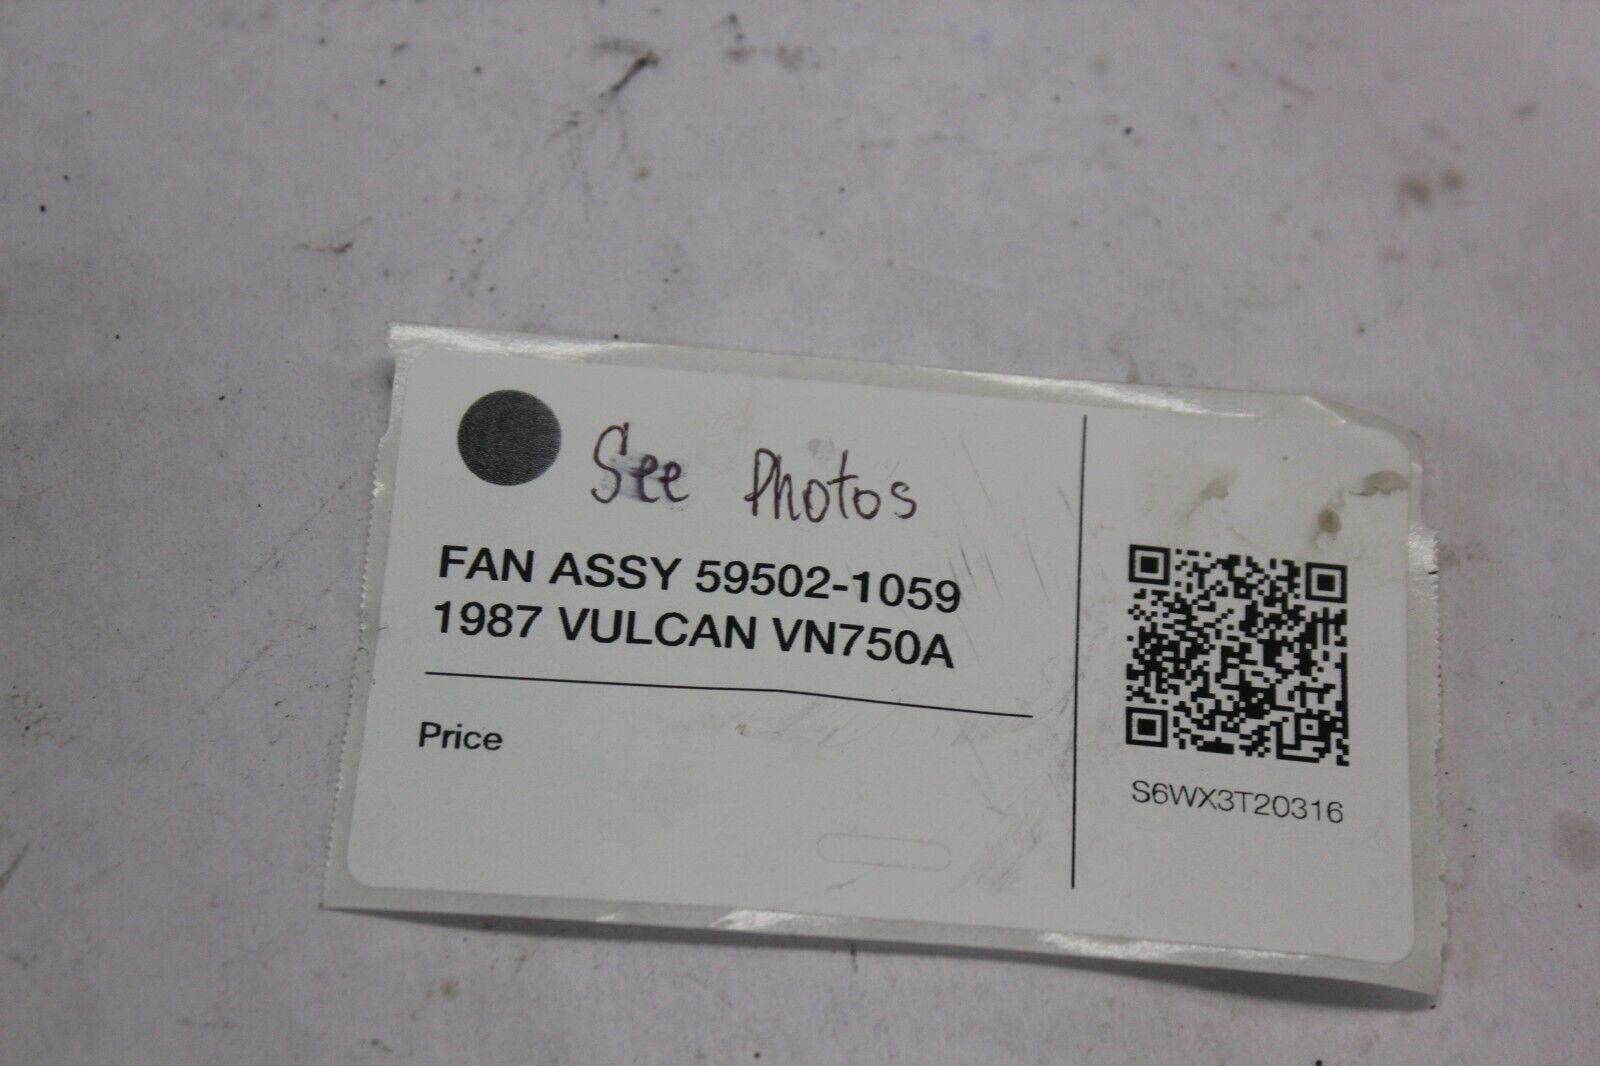 See Photos
FAN ASSY 59502-1059
1987 VULCAN VN750A
Price
S6WX3T20316